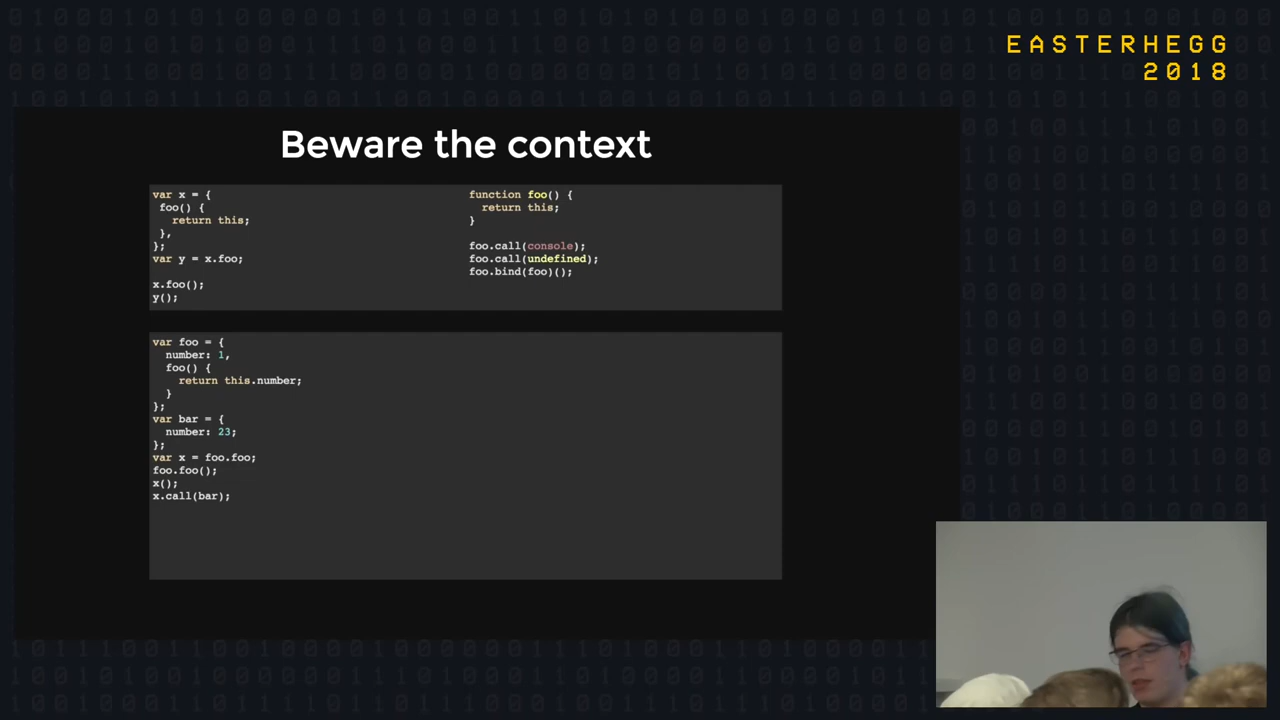 EASTERHEGG
2018
Beware the context
var x = {
foo() {
return this;
},
};
var y = x.foo;
x.foo();
y();
function foo() {
return this;
}
foo.call(console);
foo.call(undefined);
foo.bind(foo)();
var foo = {
number: 1,
foo() {
return this.number;
}
};
var bar = {
number: 23;
};
var x = foo.foo;
foo.foo();
x();
x.call(bar);